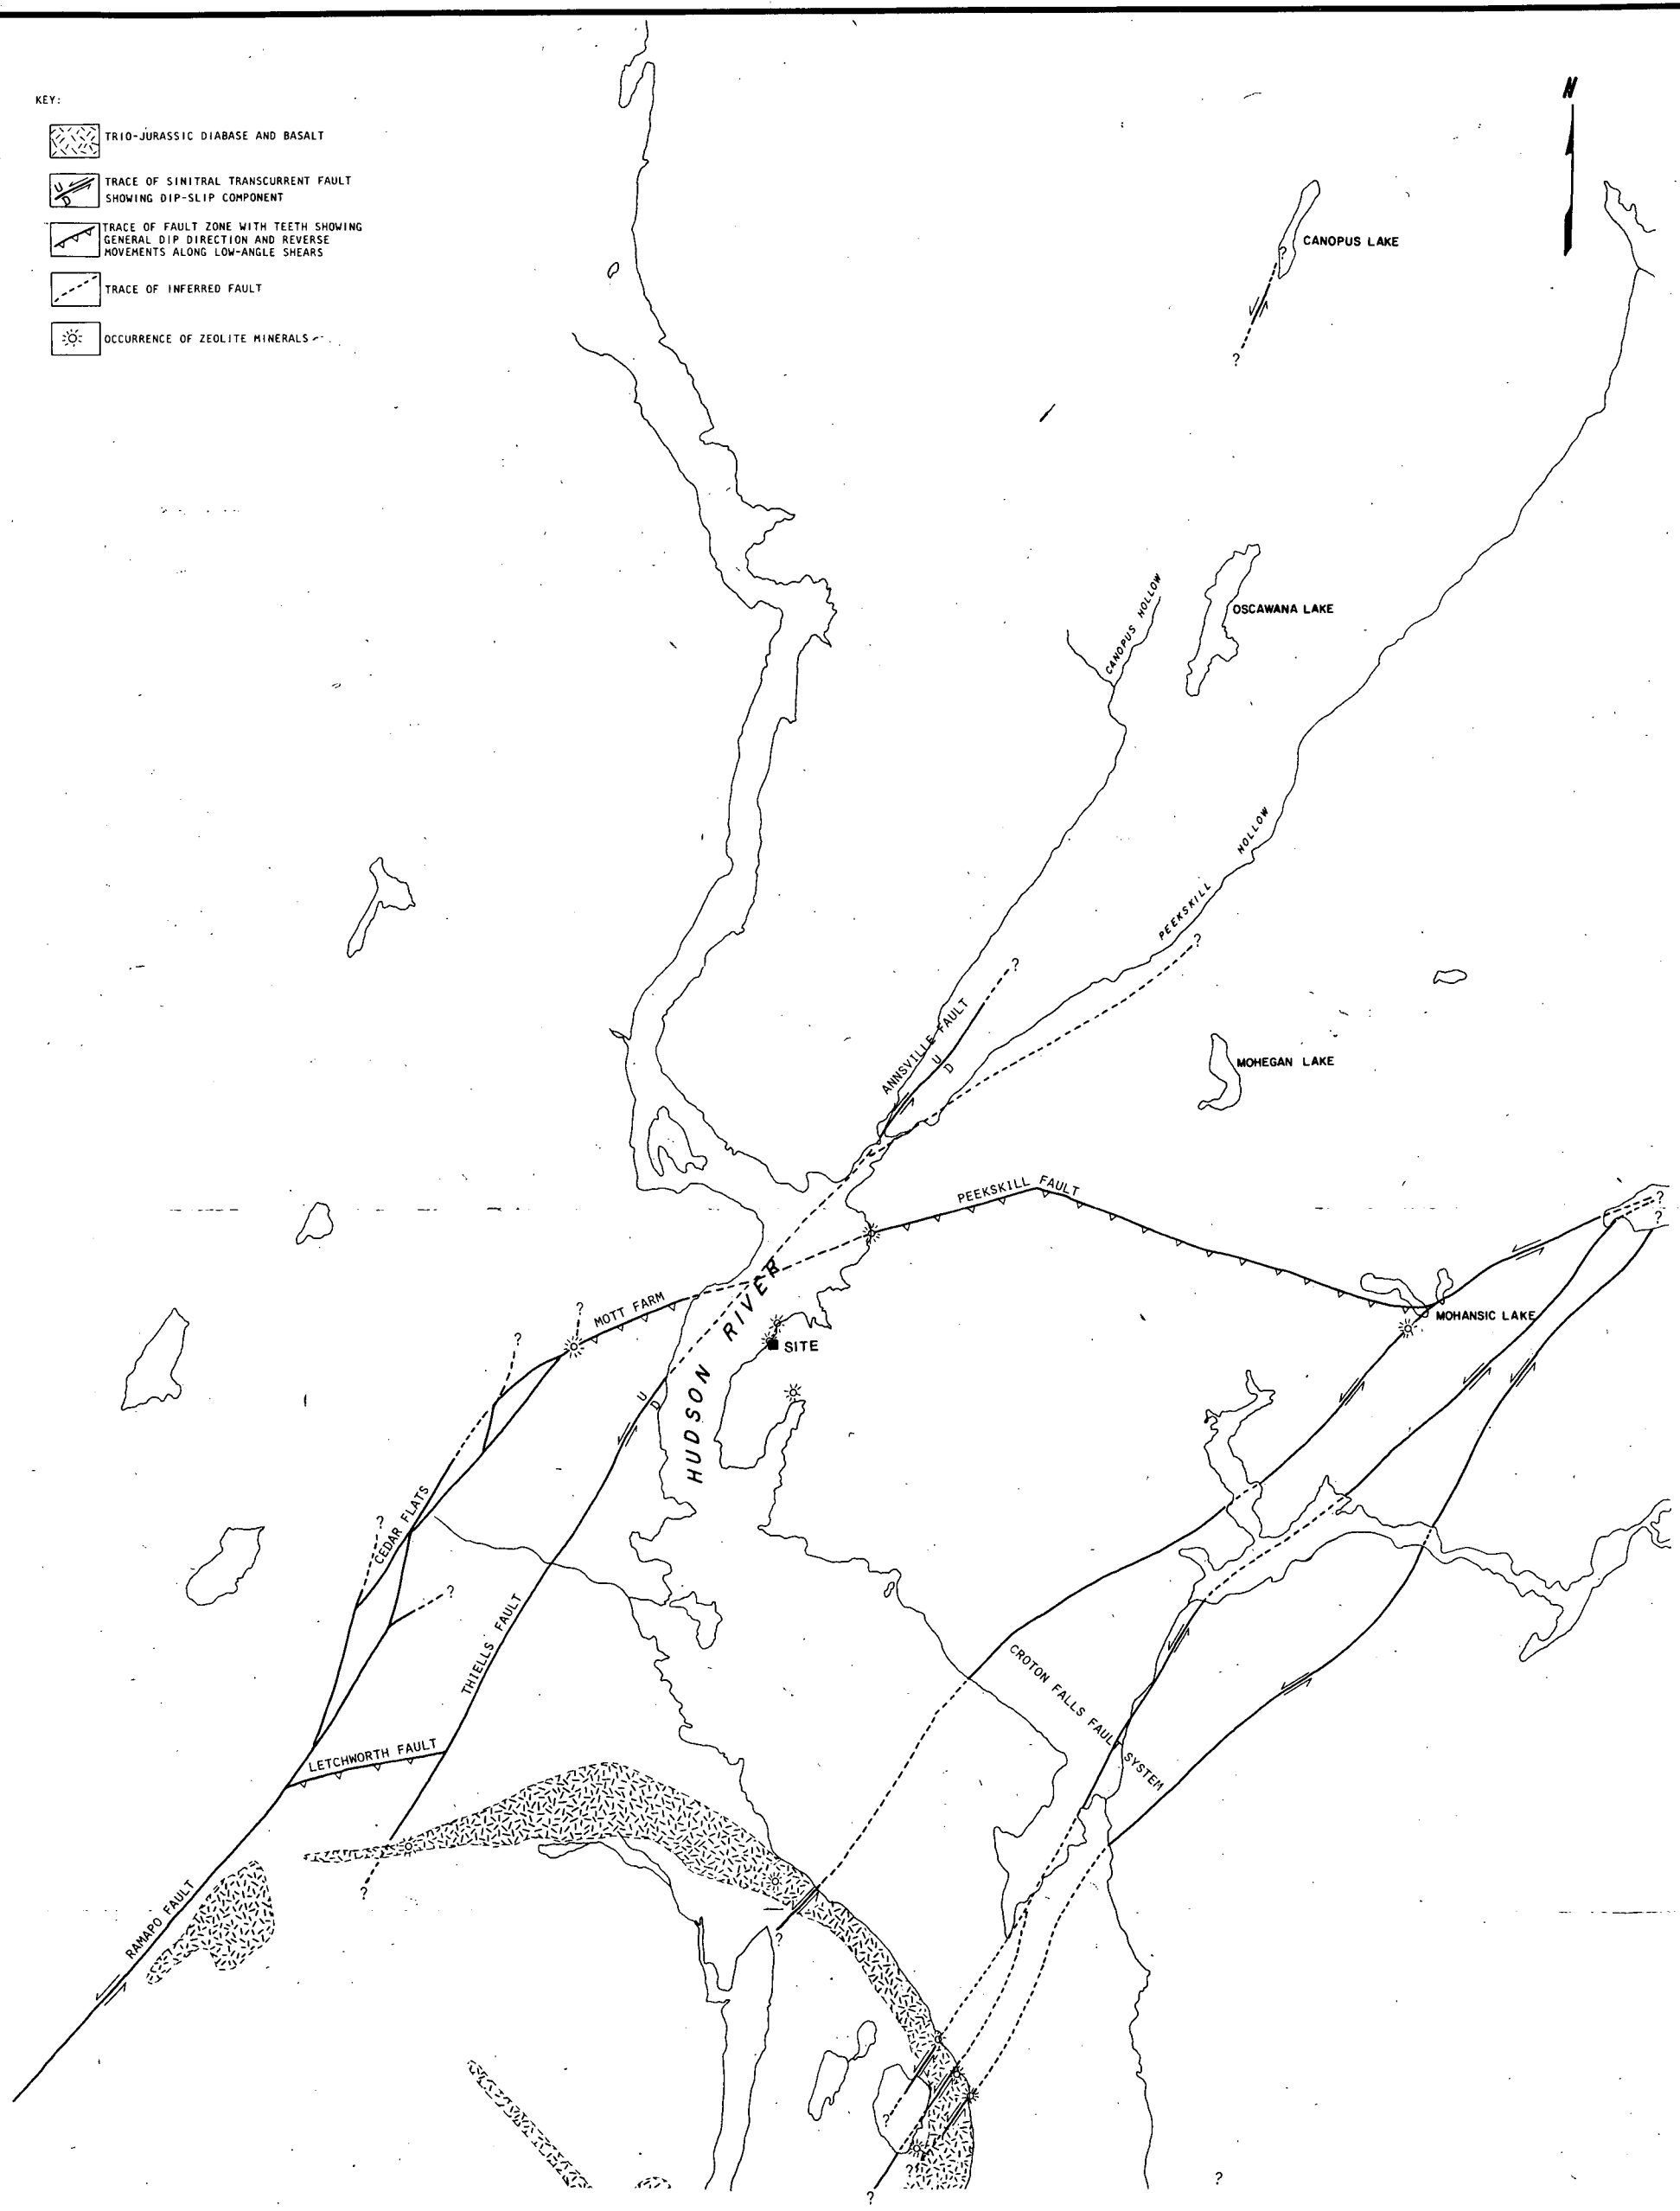 KEY:
TRIO-JURASSIC DIABASE AND BASALT
U
D
TRACE OF SINITRAL TRANSCURRENT FAULT
SHOWING DIP-SLIP COMPONENT
TRACE OF FAULT ZONE WITH TEETH SHOWING
GENERAL DIP DIRECTION AND REVERSE
MOVEMENTS ALONG LOW-ANGLE SHEARS
TRACE OF INFERRED FAULT
OCCURRENCE OF ZEOLITE MINERALS
N
CANOPUS LAKE
?
?
CANOPUS HOLLOW
OSCAWANA LAKE
PEEKSKILL HOLLOW
?
?
ANNSVILLE FAULT
U
D
MOHEGAN LAKE
PEEKSKILL FAULT
?
?
MOTT FARM
?
?
HUDSON RIVER
SITE
MOHANSIC LAKE
U
D
CEDAR FLATS
?
?
THIELLS FAULT
CROTON FALLS FAULT SYSTEM
LETCHWORTH FAULT
?
RAMAPO FAULT
?
?
?
?
?